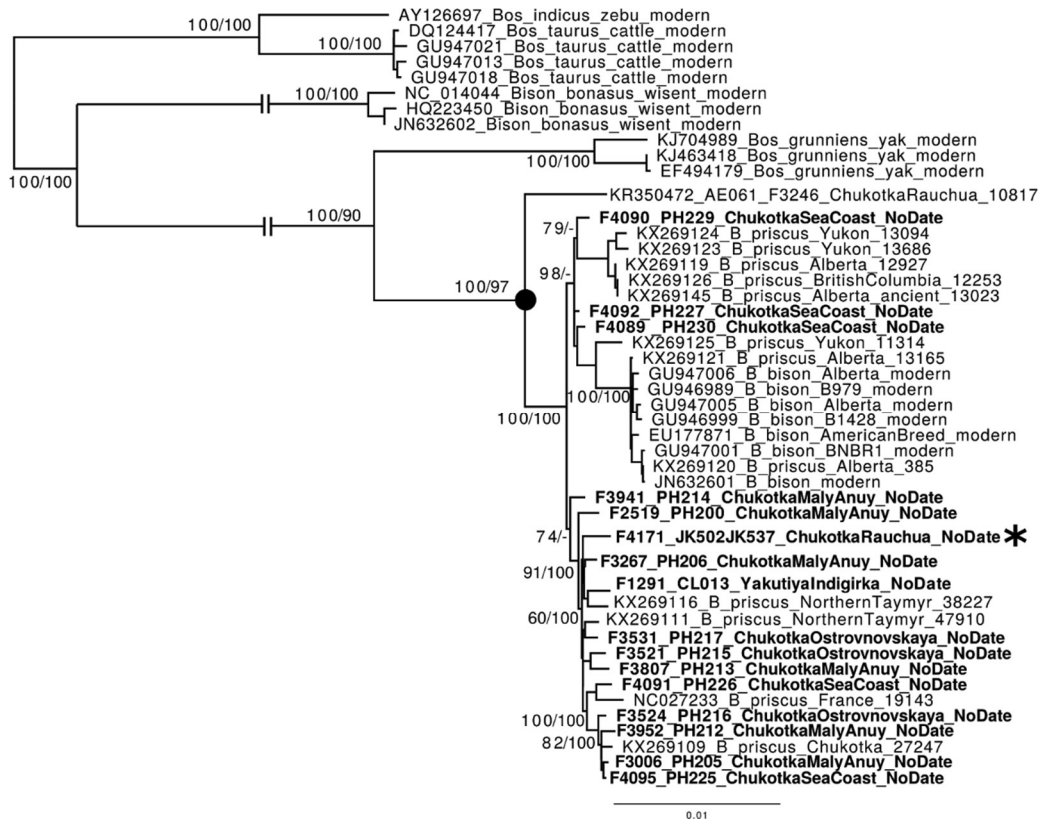 AY126697_Bos_indicus_zebu_modern
100/100
DQ124417_Bos_taurus_cattle_modern
GU947021_Bos_taurus_cattle_modern
100/100
GU947013_Bos_taurus_cattle_modern
GU947018_Bos_taurus_cattle_modern
100/100
NC_014044_Bison_bonasus_wisent_modern
HQ223450_Bison_bonasus_wisent_modern
JN632602_Bison_bonasus_wisent_modern
KJ704989_Bos_grunniens_yak_modern
100/100
KJ463418_Bos_grunniens_yak_modern
EF494179_Bos_grunniens_yak_modern
100/100
KR350472_AE061_F3246_ChukotkaRauchua_10817
100/90
F4090_PH229_ChukotkaSeaCoast_NoDate
79/-
KX269124_B_priscus_Yukon_13094
KX269123_B_priscus_Yukon_13686
KX269119_B_priscus_Alberta_12927
98/-
KX269126_B_priscus_BritishColumbia_12253
100/97
KX269145_B_priscus_Alberta_ancient_13023
F4092_PH227_ChukotkaSeaCoast_NoDate
F4089_PH230_ChukotkaSeaCoast_NoDate
KX269125_B_priscus_Yukon_11314
KX269121_B_priscus_Alberta_13165
GU947006_B_bison_Alberta_modern
GU946989_B_bison_B979_modern
100/100
GU947005_B_bison_Alberta_modern
100/100
GU946999_B_bison_B1428_modern
EU177871_B_bison_AmericanBreed_modern
GU947001_B_bison_BNBR1_modern
KX269120_B_priscus_Alberta_385
JN632601_B_bison_modern
F3941_PH214_ChukotkaMalyAnuy_NoDate
F2519_PH200_ChukotkaMalyAnuy_NoDate
74/-
F4171_JK502JK537_ChukotkaRauchua_NoDate *
F3267_PH206_ChukotkaMalyAnuy_NoDate
91/100
F1291_CL013_YakutiyaIndigirka_NoDate
KX269116_B_priscus_NorthernTaymyr_38227
60/100
KX269111_B_priscus_NorthernTaymyr_47910
F3531_PH217_ChukotkaOstrovnovskaya_NoDate
F3521_PH215_ChukotkaOstrovnovskaya_NoDate
F3807_PH213_ChukotkaMalyAnuy_NoDate
F4091_PH226_ChukotkaSeaCoast_NoDate
NC027233_B_priscus_France_19143
F3524_PH216_ChukotkaOstrovnovskaya_NoDate
100/100
F3952_PH212_ChukotkaMalyAnuy_NoDate
82/100
KX269109_B_priscus_Chukotka_27247
F3006_PH205_ChukotkaMalyAnuy_NoDate
F4095_PH225_ChukotkaSeaCoast_NoDate
0.01